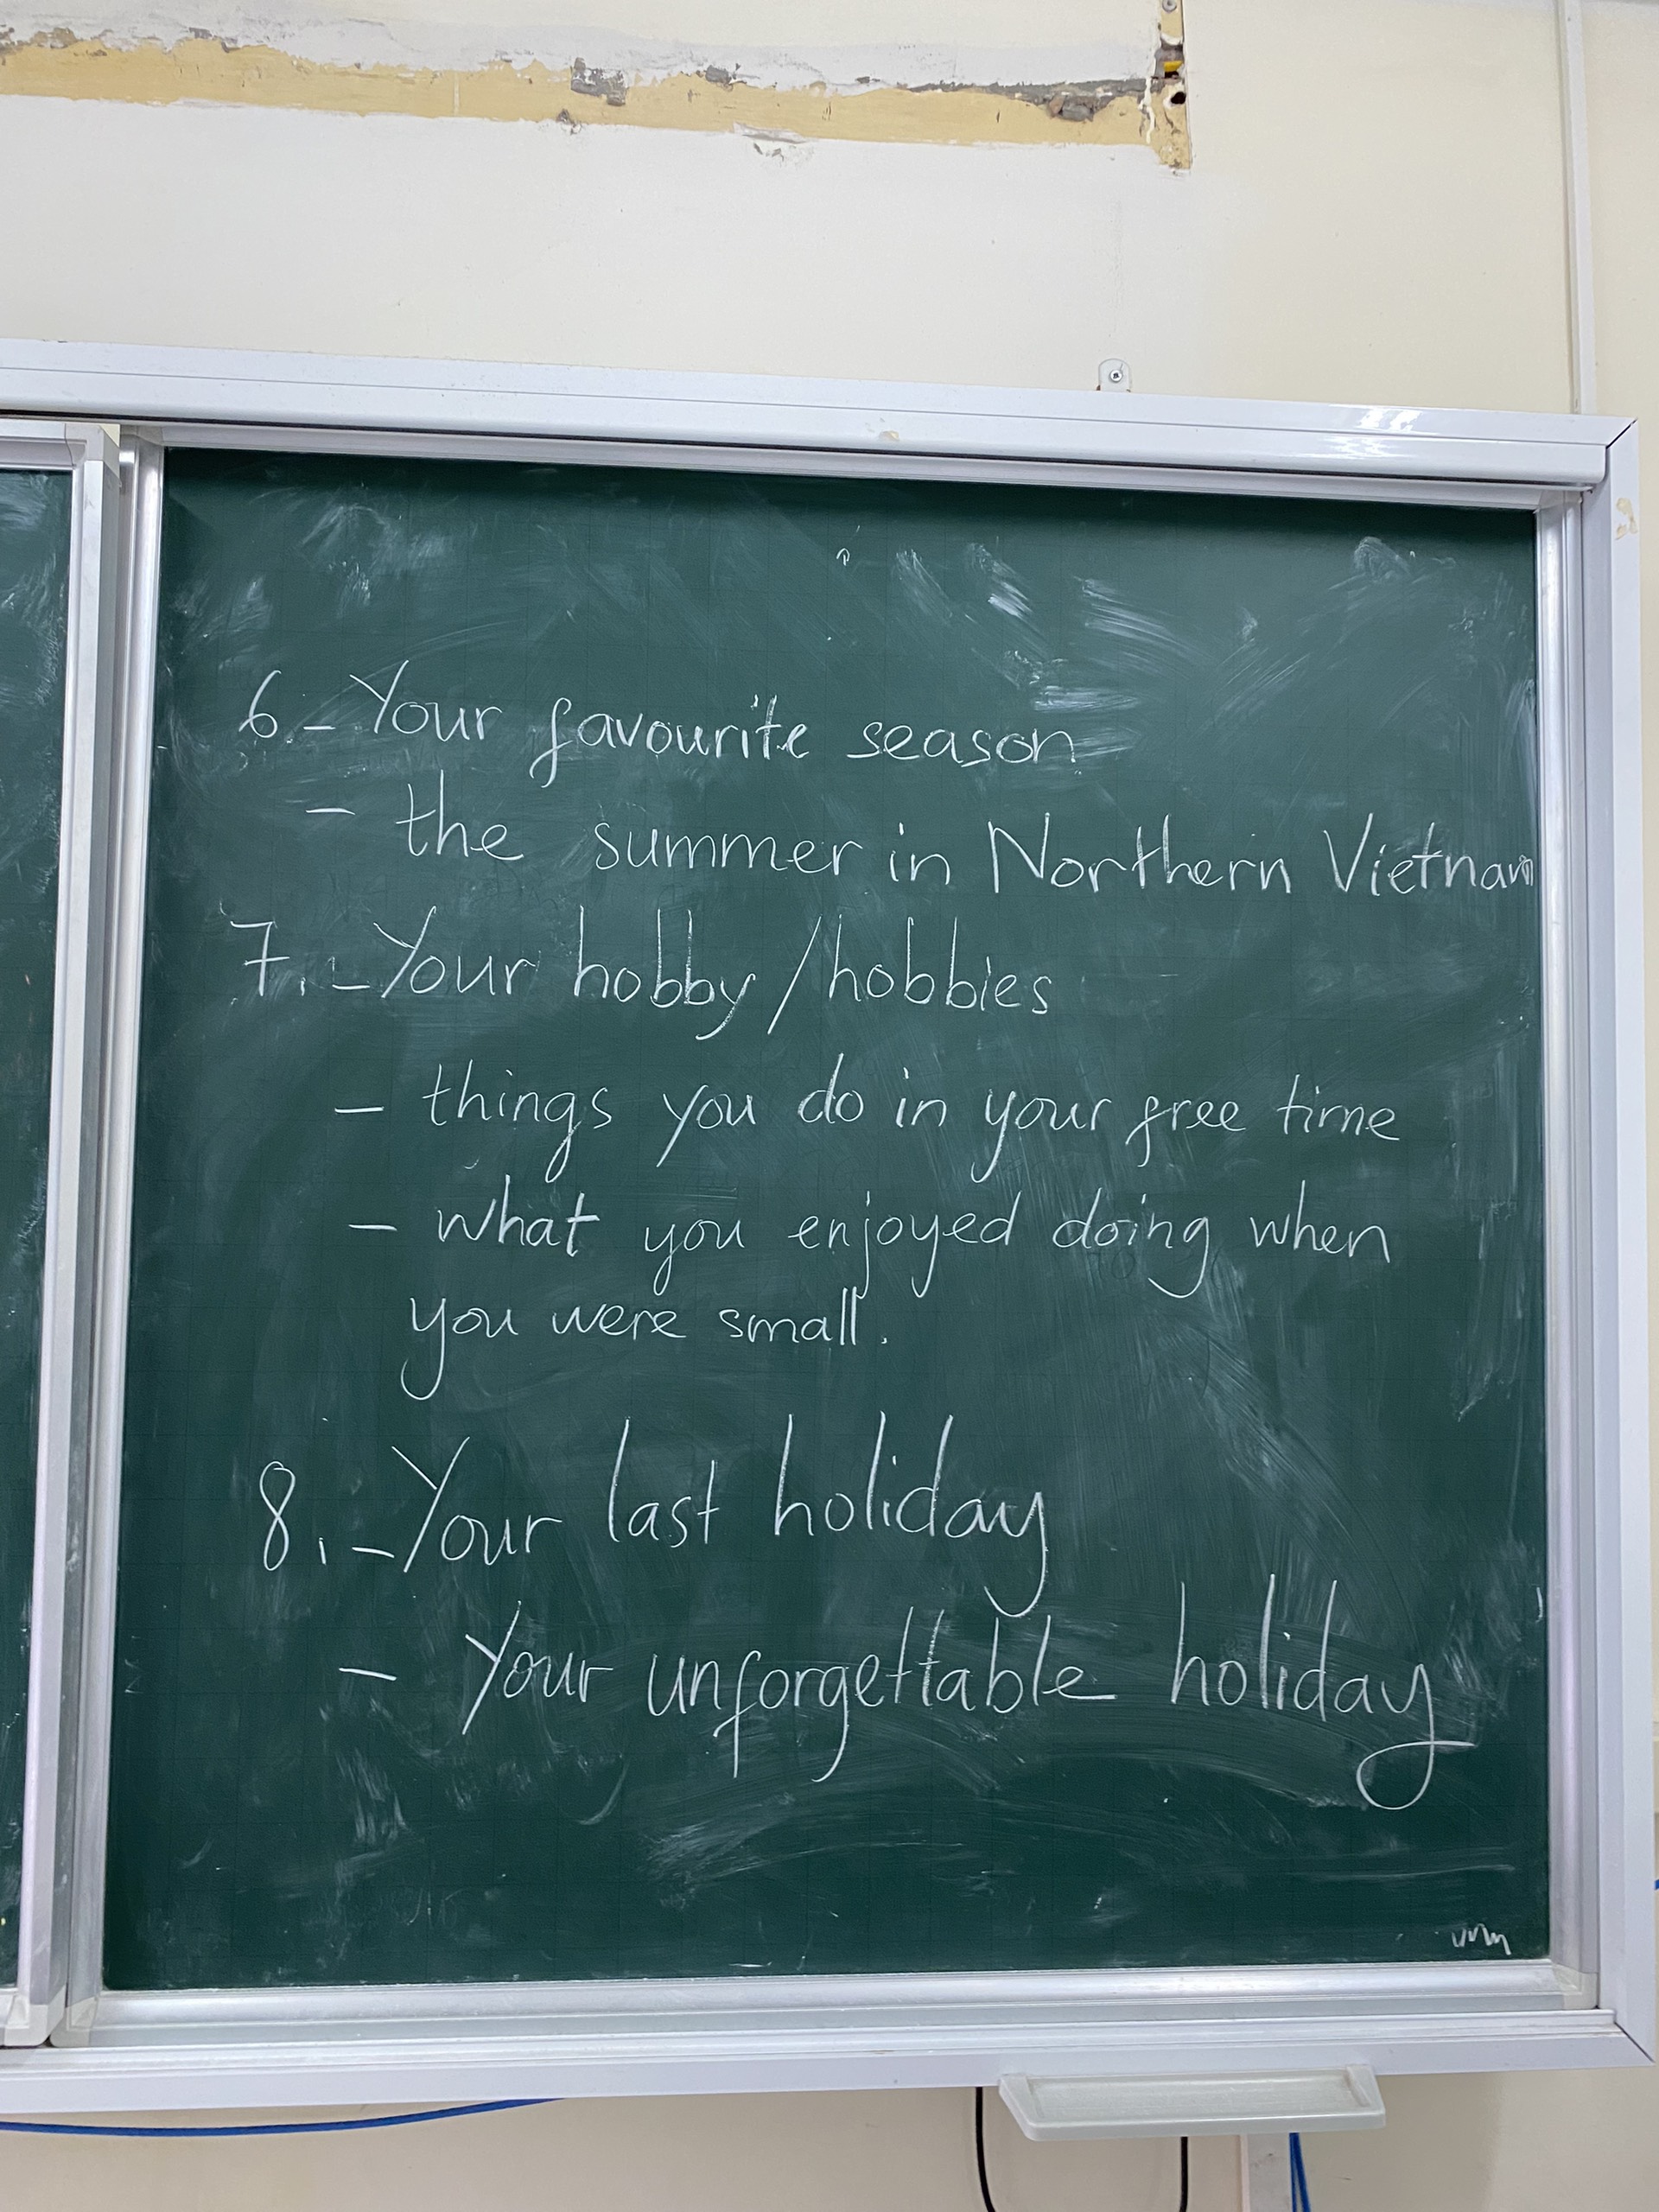 6.- Your favourite season
- the summer in Northern Vietnam
7. - Your hobby/hobbies
- things you do in your free time
- what you enjoyed doing when
you were small.
8. - Your last holiday
- Your unforgettable holiday